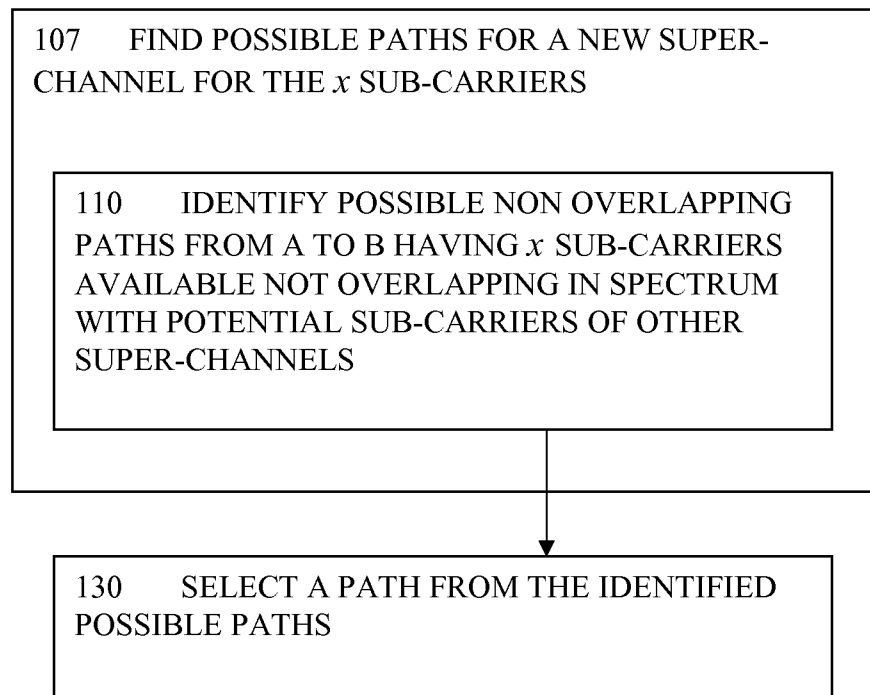 107 FIND POSSIBLE PATHS FOR A NEW SUPER-
CHANNEL FOR THE x SUB-CARRIERS
110 IDENTIFY POSSIBLE NON OVERLAPPING
PATHS FROM A TO B HAVING x SUB-CARRIERS
AVAILABLE NOT OVERLAPPING IN SPECTRUM
WITH POTENTIAL SUB-CARRIERS OF OTHER
SUPER-CHANNELS
130 SELECT A PATH FROM THE IDENTIFIED
POSSIBLE PATHS